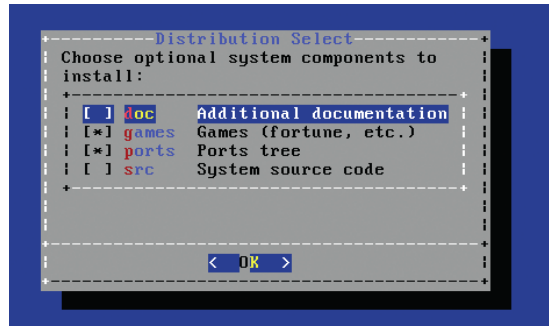 Distribution Select
Choose optional system components to
install:
[ ] doc Additional documentation
[*] games Games (fortune, etc.)
[*] ports Ports tree
[ ] src System source code
< OK >